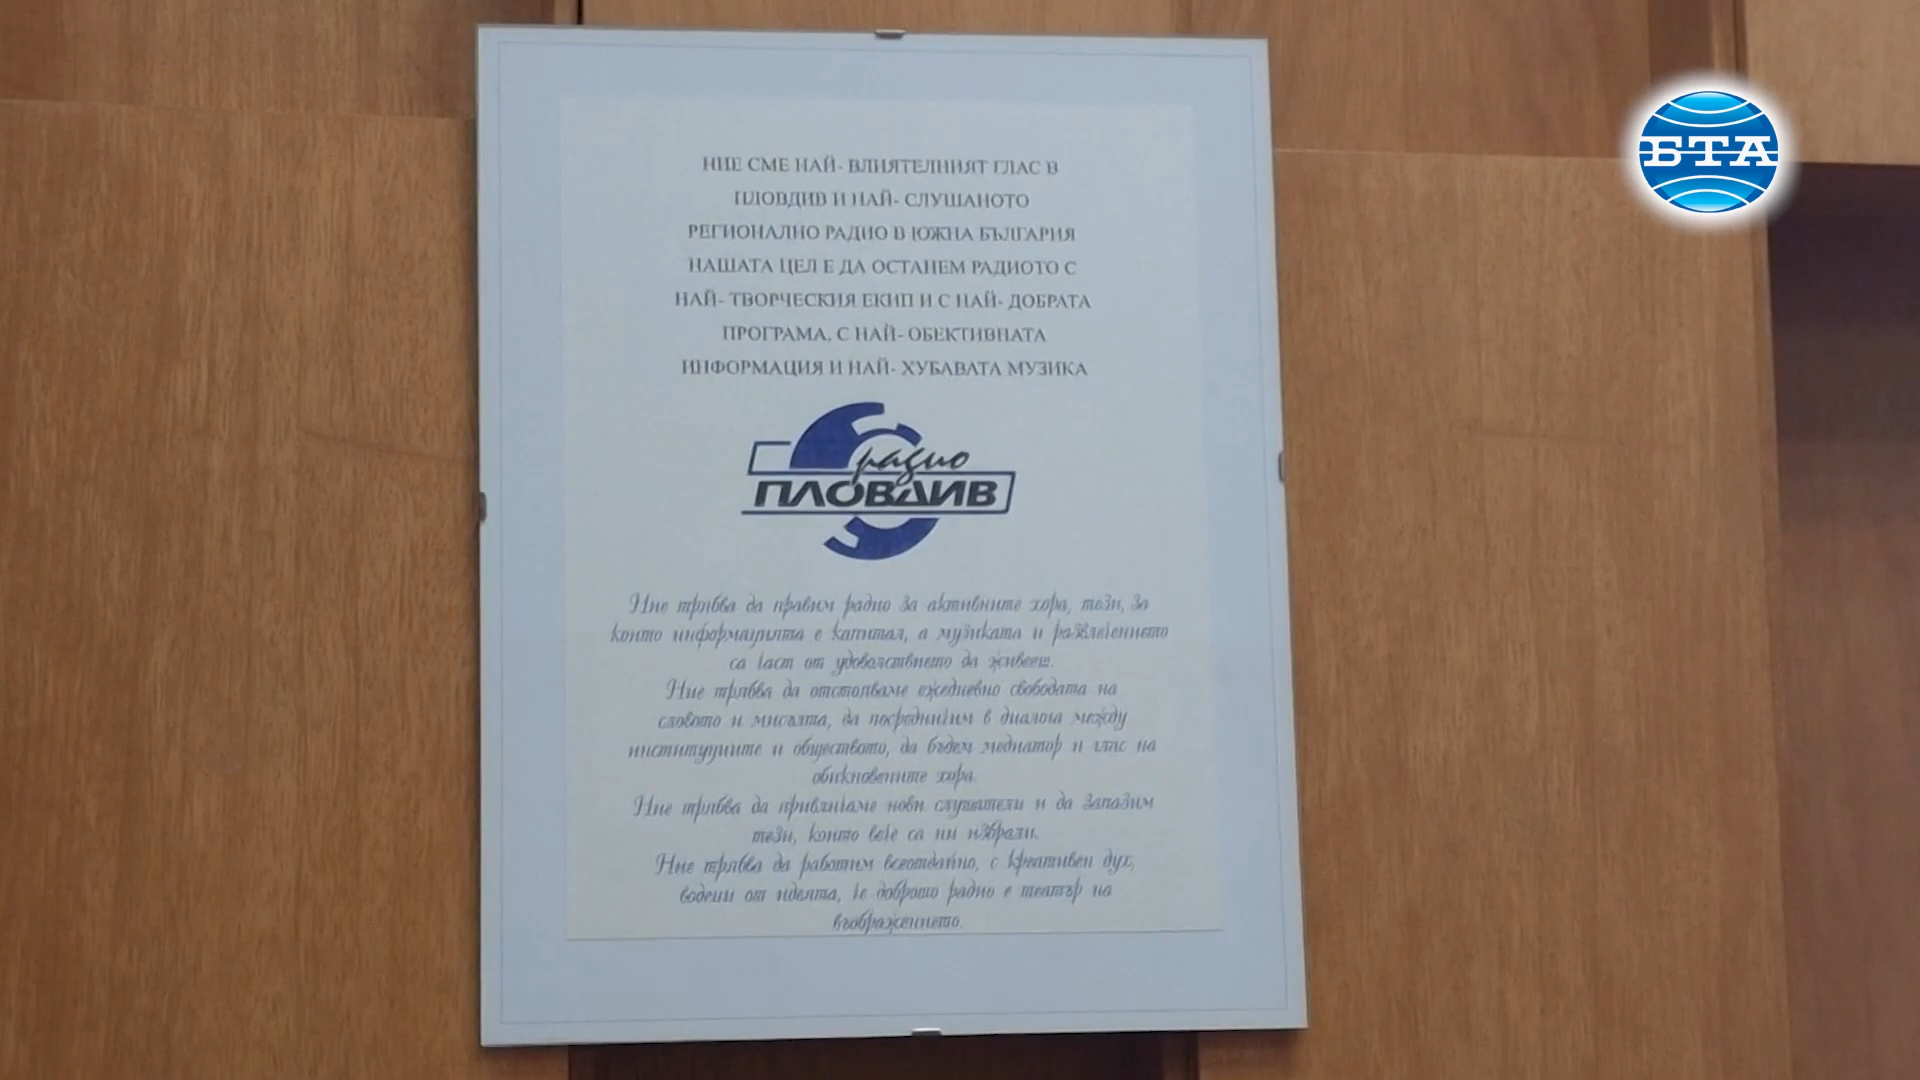 НИЕ СМЕ НАЙ- ВЛИЯТЕЛНИЯТ ГЛАС В
ПЛОВДИВ И НАЙ- СЛУШАНОТО
РЕГИОНАЛНО РАДИО В ЮЖНА БЪЛГАРИЯ
НАШАТА ЦЕЛ Е ДА ОСТАНЕМ РАДИОТО С
НАЙ- ТВОРЧЕСКИЯ ЕКИП И С НАЙ- ДОБРАТА
ПРОГРАМА, С НАЙ- ОБЕКТИВНАТА
ИНФОРМАЦИЯ И НАЙ- ХУБАВАТА МУЗИКА
радио
ПЛОВДИВ
Ние трябва да правим радио за активните хора, тези, за
които информацията е капитал, а музиката и развлечението
са част от удоволствието да живееш.
Ние трябва да отстояваме ежедневно свободата на
словото и мисълта, да посредничим в диалога между
институциите и обществото, да бъдем медиатор и глас на
обикновените хора.
Ние трябва да привличаме нови слушатели и да запазим
тези, които вече са ни избрали.
Ние трябва да работим всеотдайно, с креативен дух,
водени от идеята, че доброто радио е театър на
въображението.
БТА